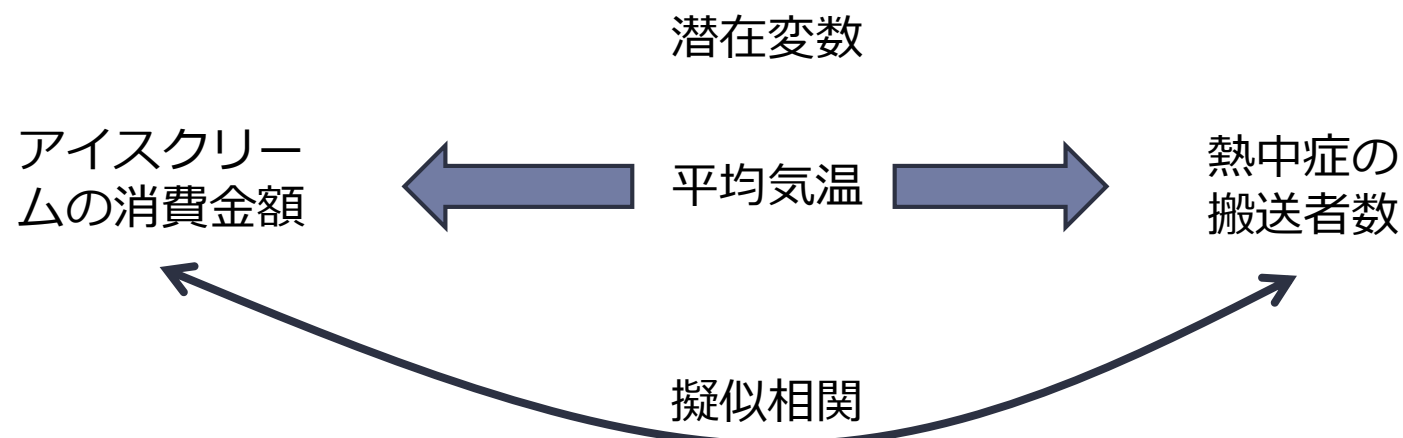 潜在変数
アイスクリー
ムの消費金額
平均気温
熱中症の
搬送者数
擬似相関